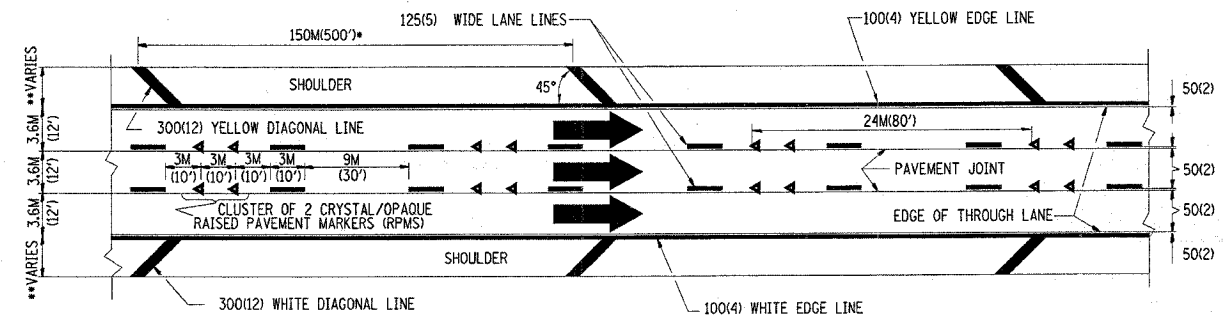 125(5) WIDE LANE LINES
100(4) YELLOW EDGE LINE
150M(500')*
**VARIES
SHOULDER
45°
50(2)
3.6M
(12')
300(12) YELLOW DIAGONAL LINE
24M(80')
3M
(10')
3M
(10')
3M
(10')
3M
(10')
9M
(30')
3.6M
(12')
PAVEMENT JOINT
50(2)
CLUSTER OF 2 CRYSTAL/OPAQUE
RAISED PAVEMENT MARKERS (RPMS)
3.6M
(12')
EDGE OF THROUGH LANE
50(2)
**VARIES
SHOULDER
50(2)
300(12) WHITE DIAGONAL LINE
100(4) WHITE EDGE LINE